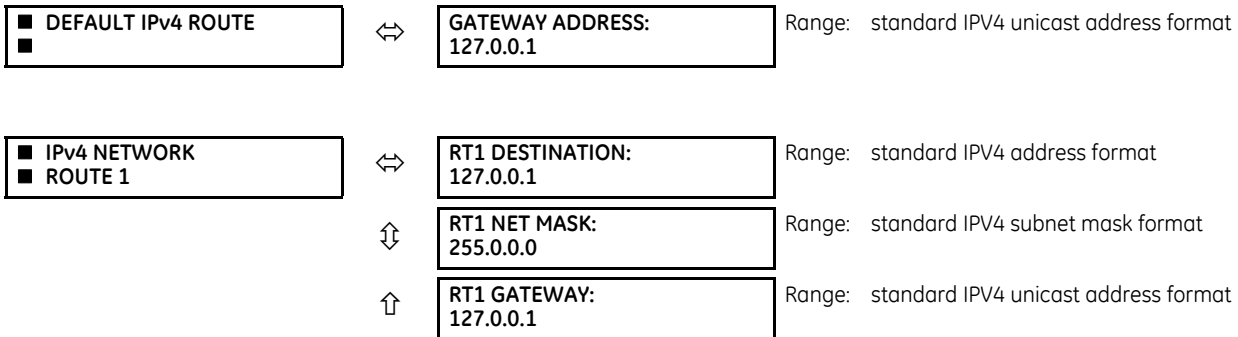 ■ DEFAULT IPv4 ROUTE
■
⇔
GATEWAY ADDRESS:
127.0.0.1
Range: standard IPV4 unicast address format
■ IPv4 NETWORK
■ ROUTE 1
⇔
RT1 DESTINATION:
127.0.0.1
Range: standard IPV4 address format
⇕
RT1 NET MASK:
255.0.0.0
Range: standard IPV4 subnet mask format
⇧
RT1 GATEWAY:
127.0.0.1
Range: standard IPV4 unicast address format